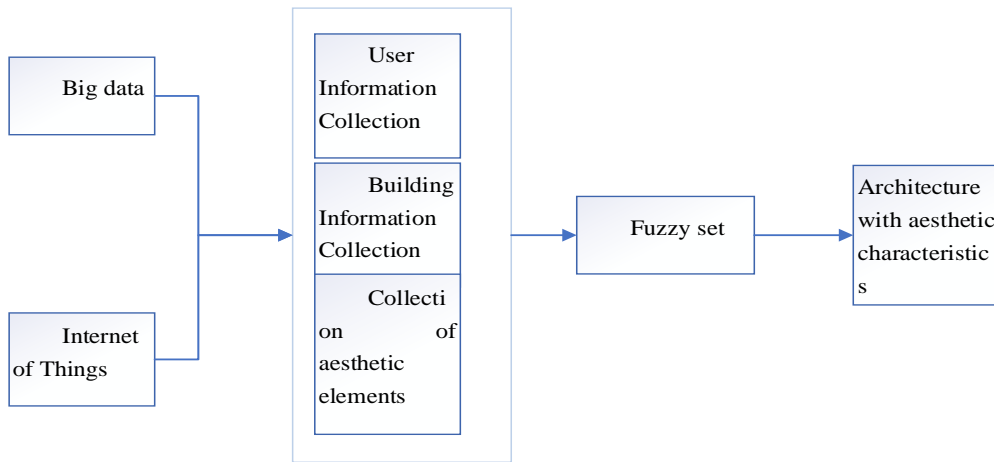 Big data
Internet
of Things
User
Information
Collection
Building
Information
Collection
Collecti
on of
aesthetic
elements
Fuzzy set
Architecture
with aesthetic
characteristic
s